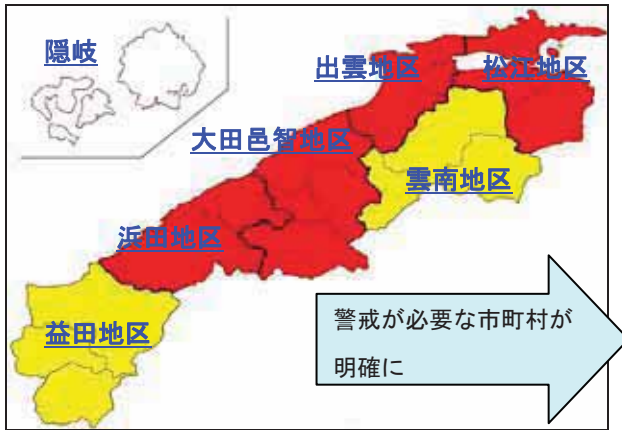 隠岐
出雲地区
松江地区
大田邑智地区
雲南地区
浜田地区
益田地区
警戒が必要な市町村が
明確に